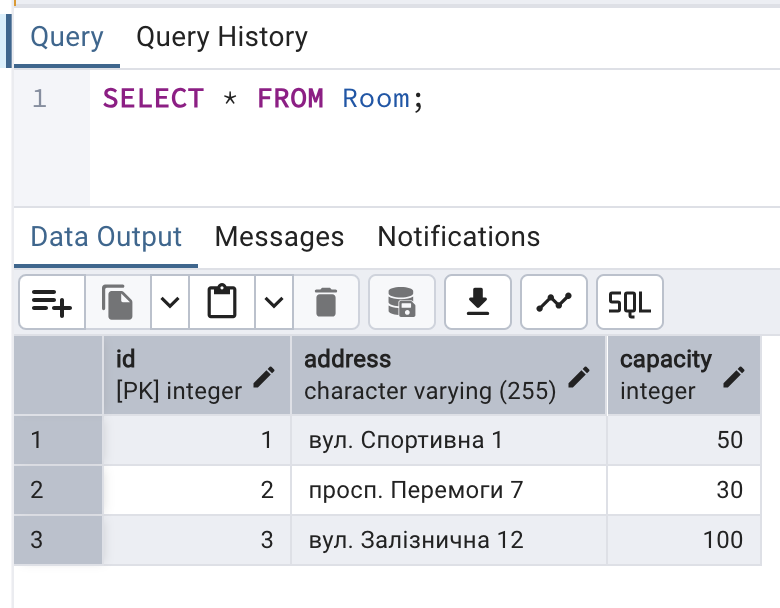 Query Query History
1 SELECT * FROM Room;
Data Output Messages Notifications
SQL
id address capacity
[PK] integer character varying (255) integer
1 1 вул. Спортивна 1 50
2 2 просп. Перемоги 7 30
3 3 вул. Залізнична 12 100